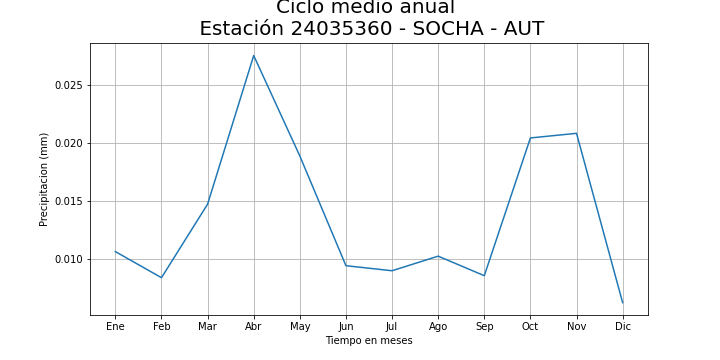 Ciclo medio anual
Estación 24035360 - SOCHA - AUT
0.025
0.020
0.015
0.010
Precipitacion (mm)
Ene Feb Mar Abr May Jun Jul Ago Sep Oct Nov Dic
Tiempo en meses